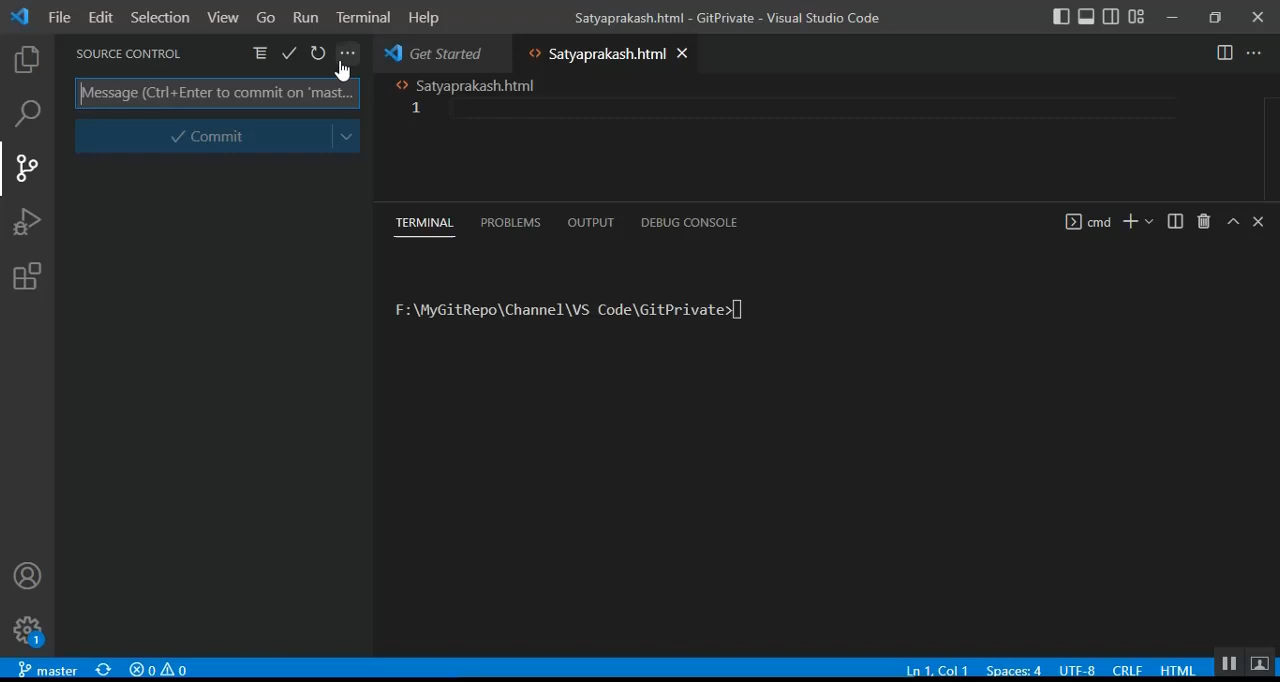 File Edit Selection View Go Run Terminal Help
Satyaprakash.html - GitPrivate - Visual Studio Code
SOURCE CONTROL
Message (Ctrl+Enter to commit on 'mast...
Commit
Get Started
Satyaprakash.html
Satyaprakash.html
1
TERMINAL PROBLEMS OUTPUT DEBUG CONSOLE
cmd
F:\MyGitRepo\Channel\VS Code\GitPrivate>
1
master 0 0
Ln 1, Col 1 Spaces: 4 UTF-8 CRLF HTML